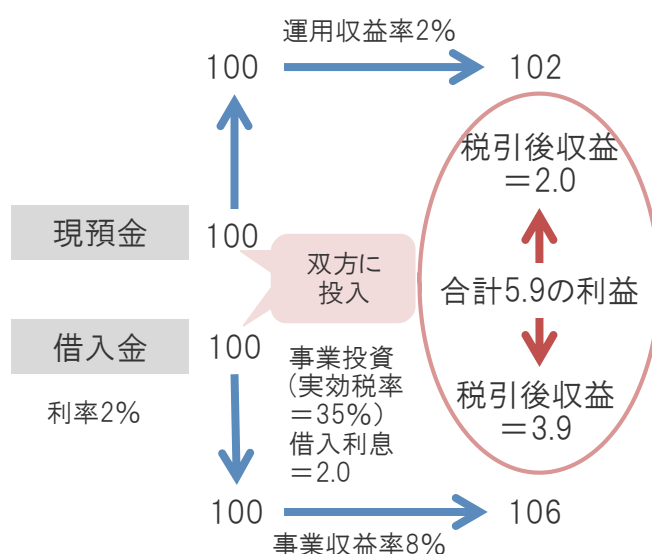 運用収益率2%
100
102
税引後収益
＝2.0
現預金
100
双方に
投入
合計5.9の利益
借入金
100
利率2%
事業投資
(実効税率
＝35%)
借入利息
＝2.0
税引後収益
＝3.9
100
106
事業収益率8%